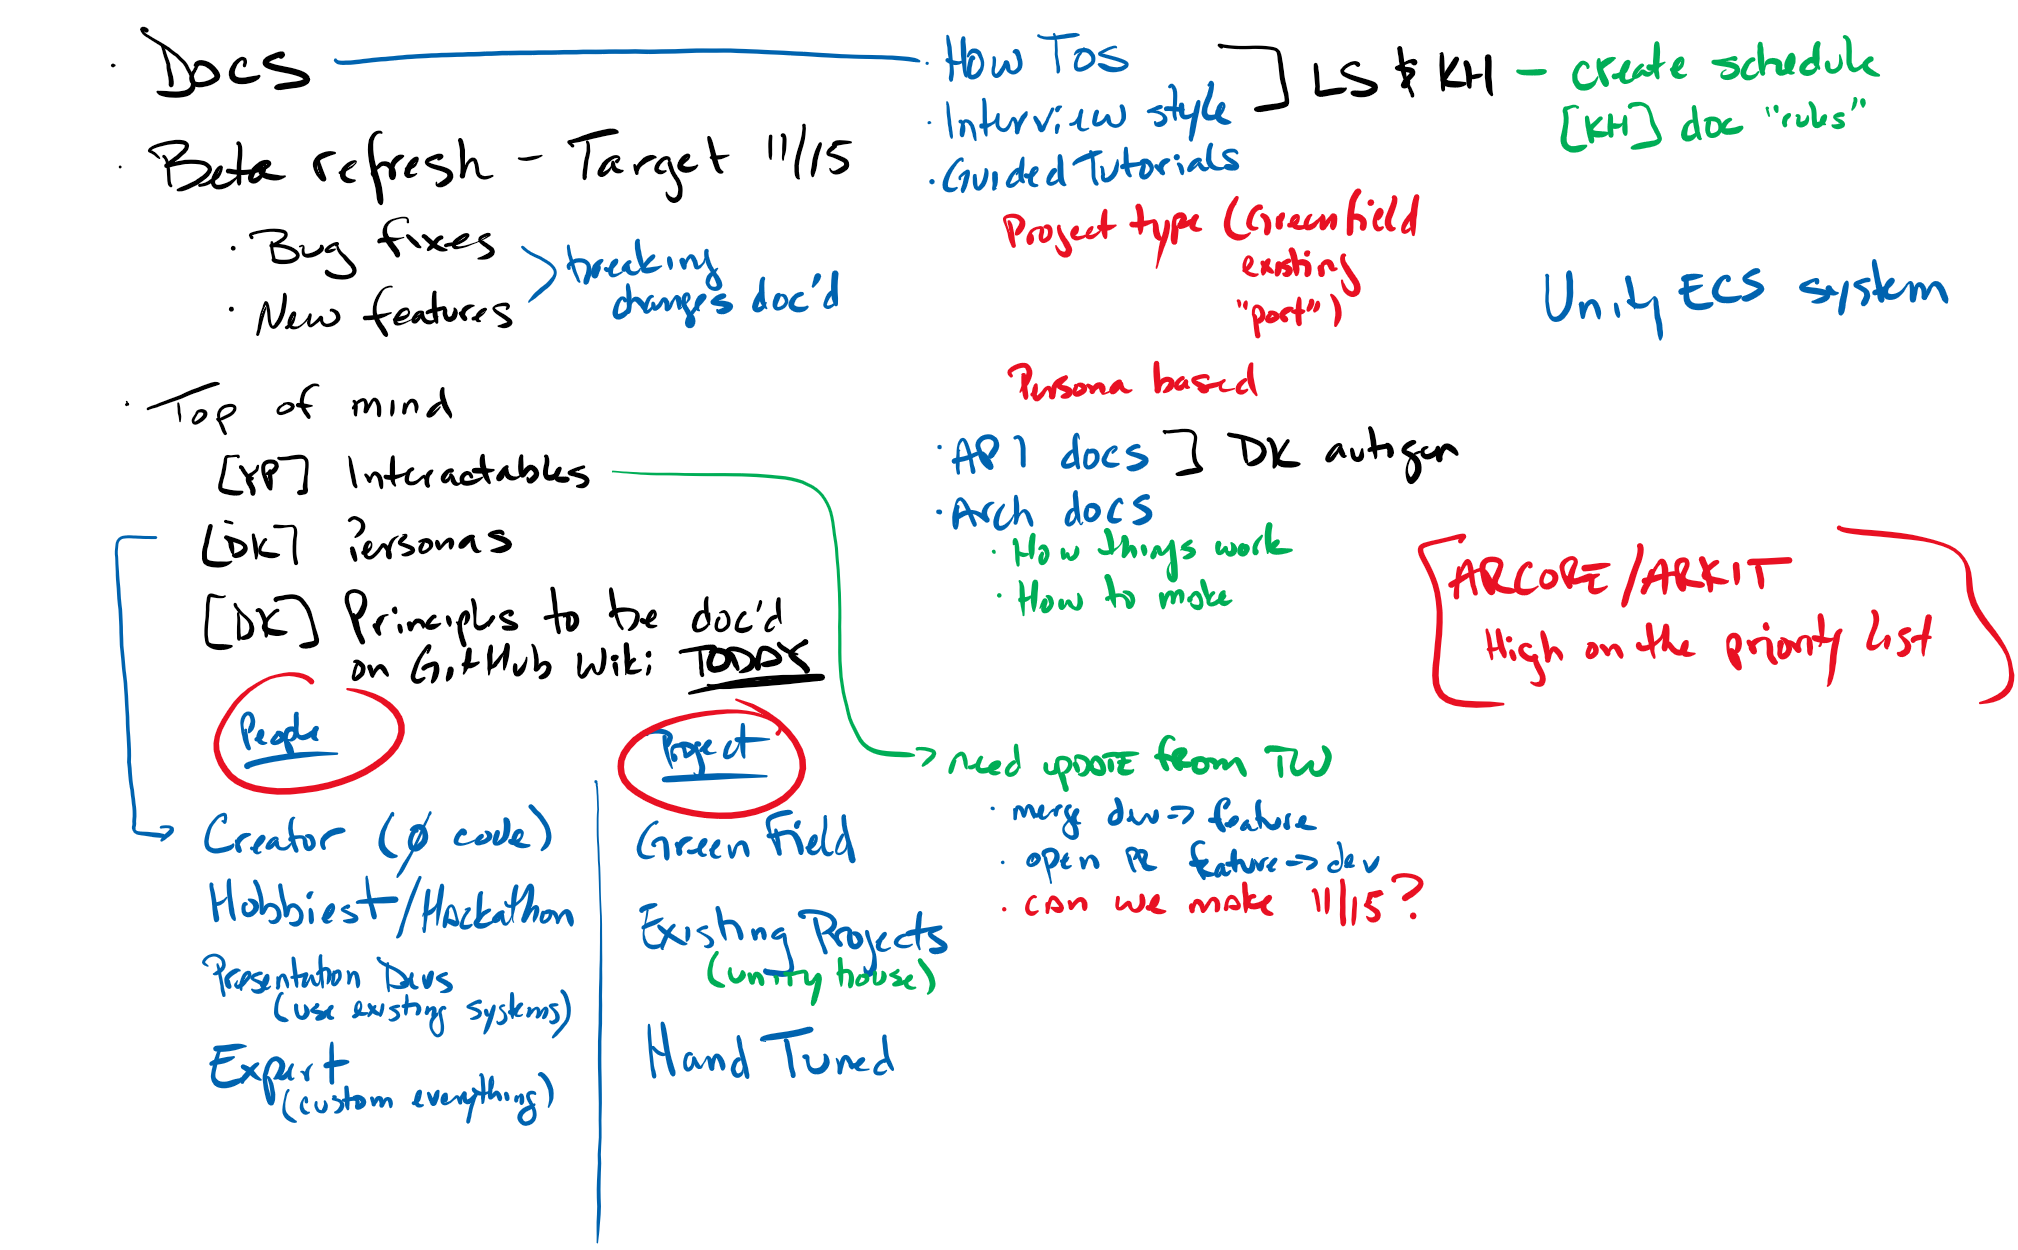 · Docs
· Beta refresh - Target 11/15
· Bug fixes
· New features
breaking
changes doc'd
· Top of mind
[YP] Interactables
[DK] Personas
[DK] Principles to be doc'd
on GitHub Wiki TODAY
People
Creator (Ø code)
Hobbiest/Hackathon
Presentation Devs
(use existing systems)
Expert
(custom everything)
Project
Green Field
Existing Projects
(unity house)
Hand Tuned
· How Tos
· Interview style
] LS & KH - create schedule
[KH] doc "rules"
· Guided Tutorials
Project type (Greenfield
existing
"port")
Persona based
· API docs ] DK autogen
· Arch docs
· How things work
· How to make
Unity ECS system
[ARCORE/ARKIT
High on the priority list]
need update from TW
· merge dev -> feature
· open PR feature -> dev
· can we make 11/15?